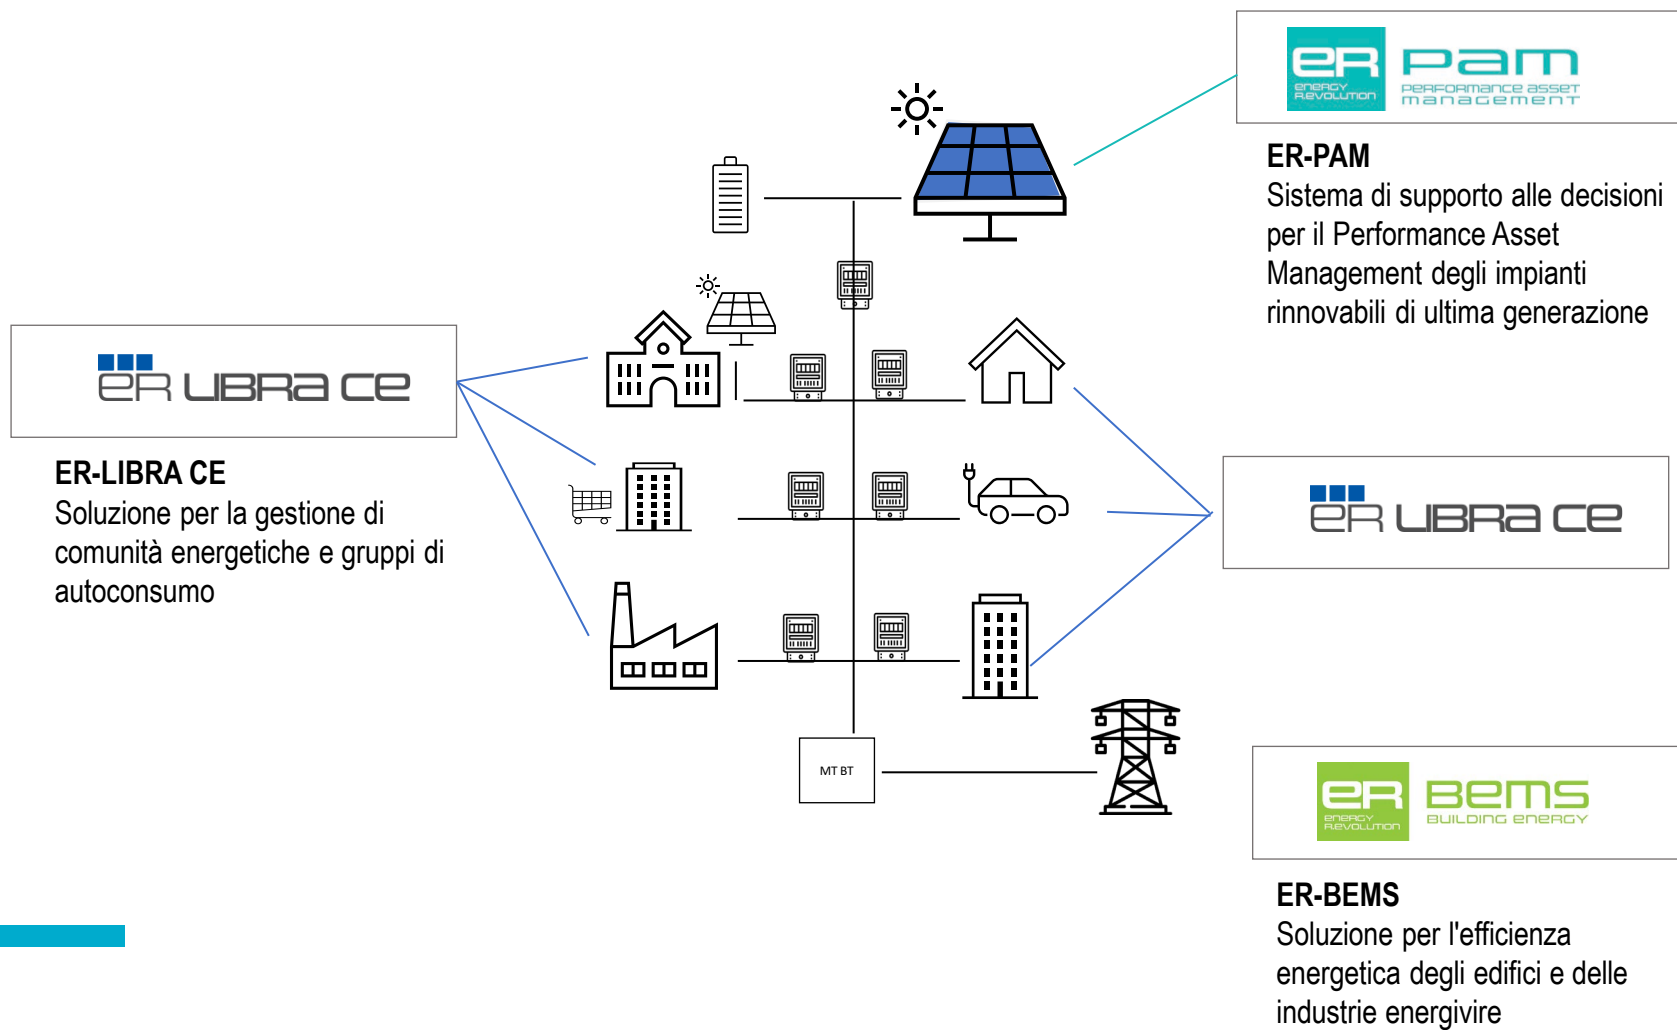 eR
ENERGY
R.EVOLUTION
Pam
PERFORMANCE ASSET
management
ER-PAM
Sistema di supporto alle decisioni
per il Performance Asset
Management degli impianti
rinnovabili di ultima generazione
eR LIBRa CE
ER-LIBRA CE
Soluzione per la gestione di
comunità energetiche e gruppi di
autoconsumo
eR LIBRa CE
MT BT
eR
ENERGY
R.EVOLUTION
Bems
BUILDING ENERGY
ER-BEMS
Soluzione per l'efficienza
energetica degli edifici e delle
industrie energivire